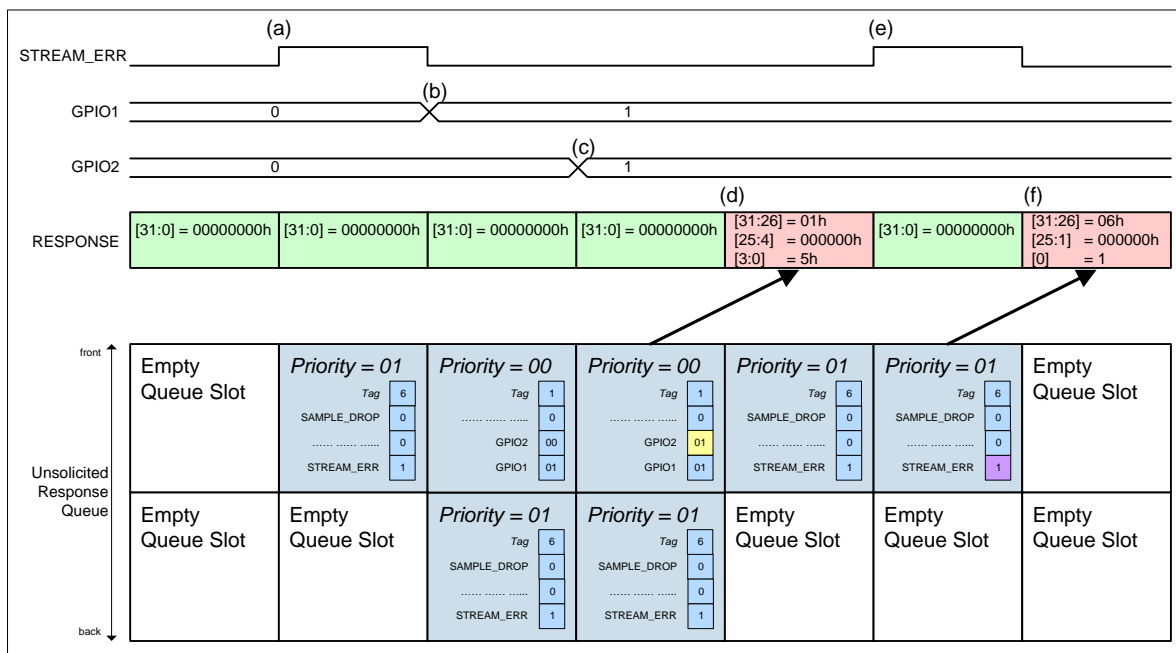 (a)
(e)
STREAM_ERR
(b)
GPIO1
0
1
(c)
GPIO2
0
1
(d)
(f)
RESPONSE
[31:0] = 00000000h
[31:0] = 00000000h
[31:0] = 00000000h
[31:0] = 00000000h
[31:26] = 01h
[25:4] = 000000h
[3:0] = 5h
[31:0] = 00000000h
[31:26] = 06h
[25:1] = 000000h
[0] = 1
front
Unsolicited
Response
Queue
back
Empty
Queue Slot
Priority = 01
Tag 6
SAMPLE_DROP 0
...... ...... ...... 0
STREAM_ERR 1
Priority = 00
Tag 1
...... ...... ...... 0
GPIO2 00
GPIO1 01
Priority = 00
Tag 1
...... ...... ...... 0
GPIO2 01
GPIO1 01
Priority = 01
Tag 6
SAMPLE_DROP 0
...... ...... ...... 0
STREAM_ERR 1
Priority = 01
Tag 6
SAMPLE_DROP 0
...... ...... ...... 0
STREAM_ERR 1
Empty
Queue Slot
Empty
Queue Slot
Empty
Queue Slot
Priority = 01
Tag 6
SAMPLE_DROP 0
...... ...... ...... 0
STREAM_ERR 1
Priority = 01
Tag 6
SAMPLE_DROP 0
...... ...... ...... 0
STREAM_ERR 1
Empty
Queue Slot
Empty
Queue Slot
Empty
Queue Slot